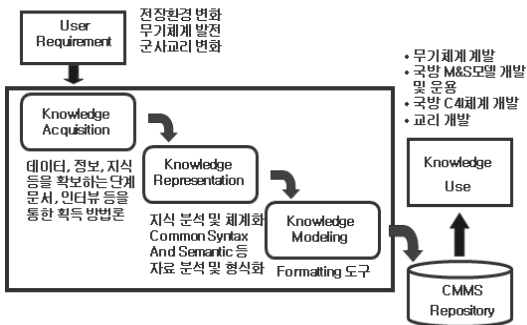 User
Requirement
전장환경 변화
무기체계 발전
군사교리 변화
• 무기체계 계발
• 국방 M&S모델 개발
및 운용
• 국방 C4I체계 개발
• 교리 개발
Knowledge
Acquisition
데이터, 정보, 지식
등을 확보하는 단계
문서, 인터뷰 등을
통한 획득 방법론
Knowledge
Representation
지식 분석 및 체계화
Common Syntax
And Semantic 등
자료 분석 및 형식화
Knowledge
Modeling
Formatting 도구
Knowledge
Use
CMMS
Repository